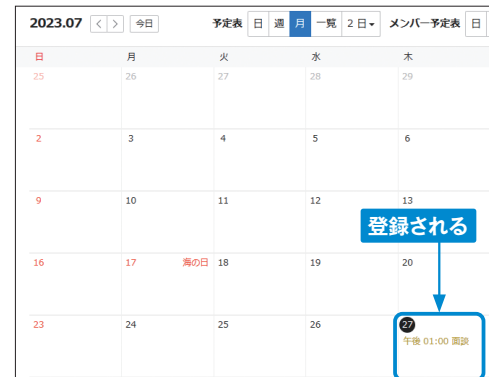 2023.07 < > 今日 予定表 日 週 月 一覧 2 日 メンバー予定表 日
日 月 火 水 木
25 26 27 28 29
2 3 4 5 6
9 10 11 12 13
登録される
16 17 海の日 18 19 20
23 24 25 26 27
午後 01:00 面談